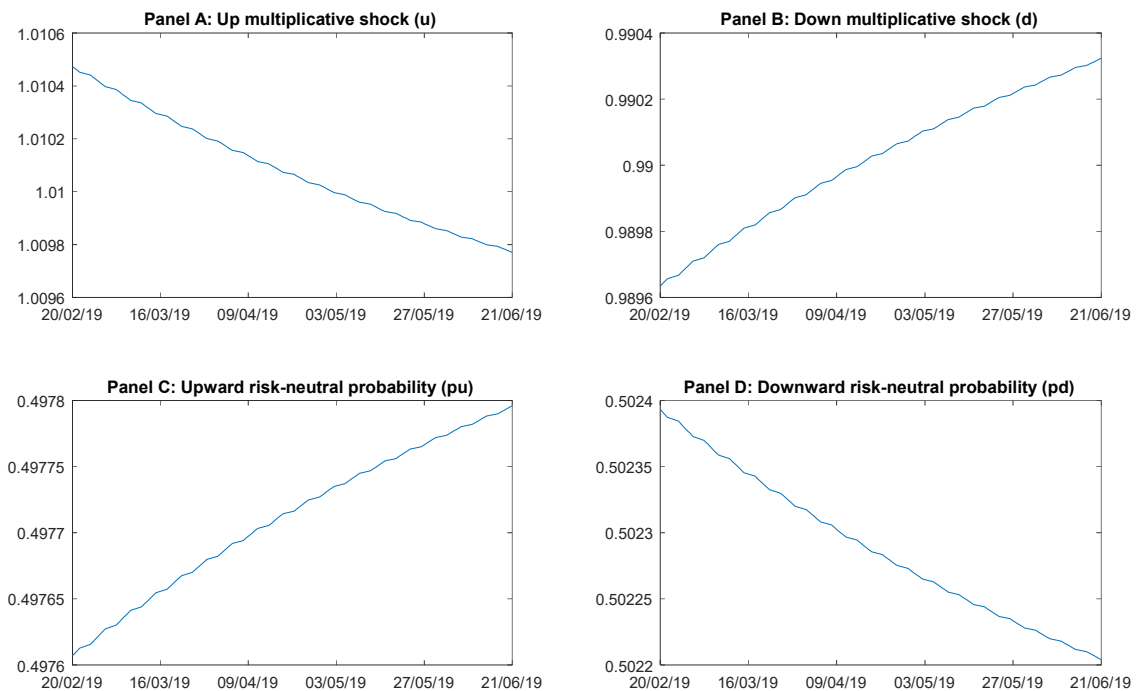 Panel A: Up multiplicative shock (u)
1.0106
1.0104
1.0102
1.01
1.0098
1.0096
20/02/19 16/03/19 09/04/19 03/05/19 27/05/19 21/06/19
Panel B: Down multiplicative shock (d)
0.9904
0.9902
0.99
0.9898
0.9896
20/02/19 16/03/19 09/04/19 03/05/19 27/05/19 21/06/19
Panel C: Upward risk-neutral probability (pu)
0.4978
0.49775
0.4977
0.49765
0.4976
20/02/19 16/03/19 09/04/19 03/05/19 27/05/19 21/06/19
Panel D: Downward risk-neutral probability (pd)
0.5024
0.50235
0.5023
0.50225
0.5022
20/02/19 16/03/19 09/04/19 03/05/19 27/05/19 21/06/19